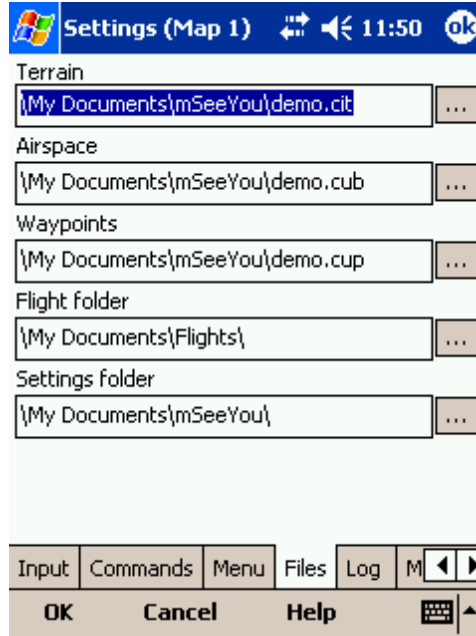 Settings (Map 1) 11:50 ok
Terrain
\My Documents\mSeeYou\demo.cit ...
Airspace
\My Documents\mSeeYou\demo.cub ...
Waypoints
\My Documents\mSeeYou\demo.cup ...
Flight folder
\My Documents\Flights\ ...
Settings folder
\My Documents\mSeeYou\ ...
Input Commands Menu Files Log M
OK Cancel Help